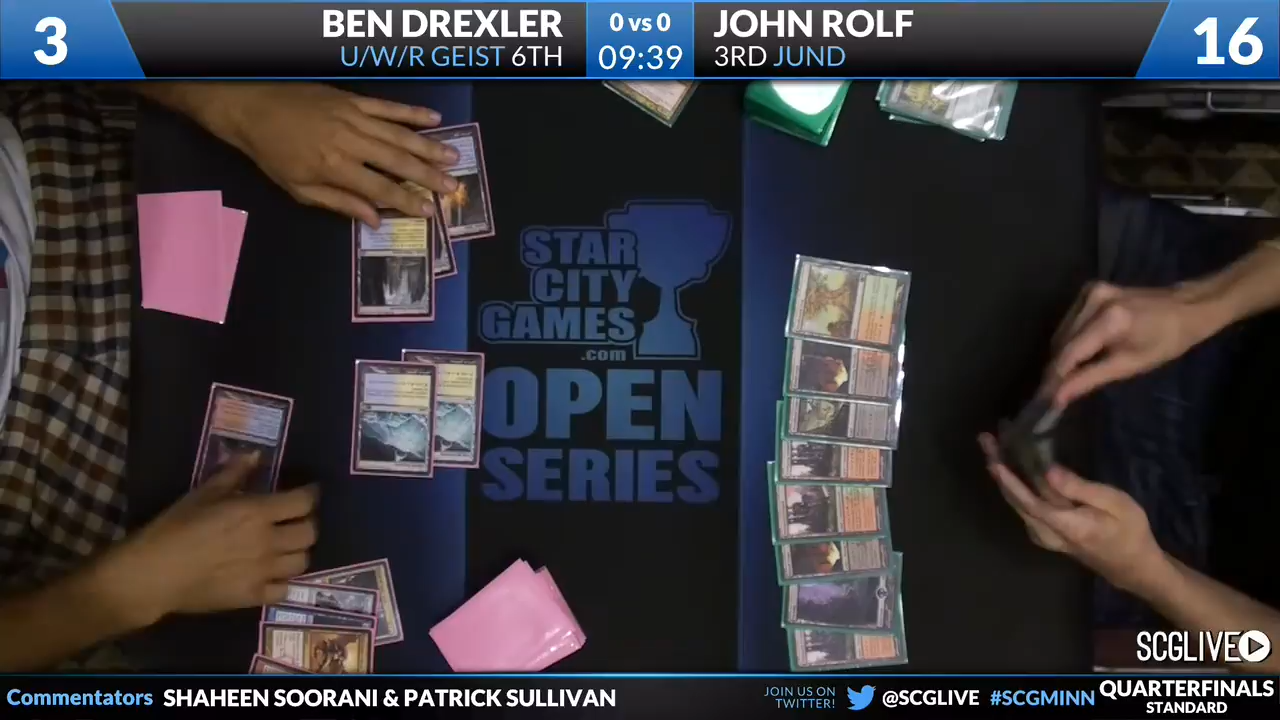 3
BEN DREXLER
U/W/R GEIST 6TH
0 vs 0
09:39
JOHN ROLF
3RD JUND
16
STAR
CITY
GAMES
.com
OPEN
SERIES
SCGLIVE
Commentators SHAHEEN SOORANI & PATRICK SULLIVAN
JOIN US ON
TWITTER!
@SCGLIVE #SCGMINN
QUARTERFINALS
STANDARD